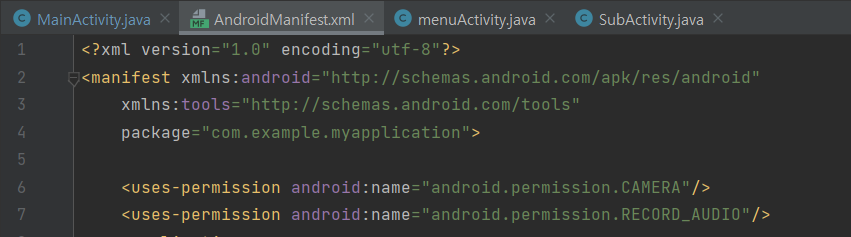 MainActivity.java × MF AndroidManifest.xml × menuActivity.java × SubActivity.java ×
1 <?xml version="1.0" encoding="utf-8"?>
2 <manifest xmlns:android="http://schemas.android.com/apk/res/android"
3 xmlns:tools="http://schemas.android.com/tools"
4 package="com.example.myapplication">
5
6 <uses-permission android:name="android.permission.CAMERA"/>
7 <uses-permission android:name="android.permission.RECORD_AUDIO"/>